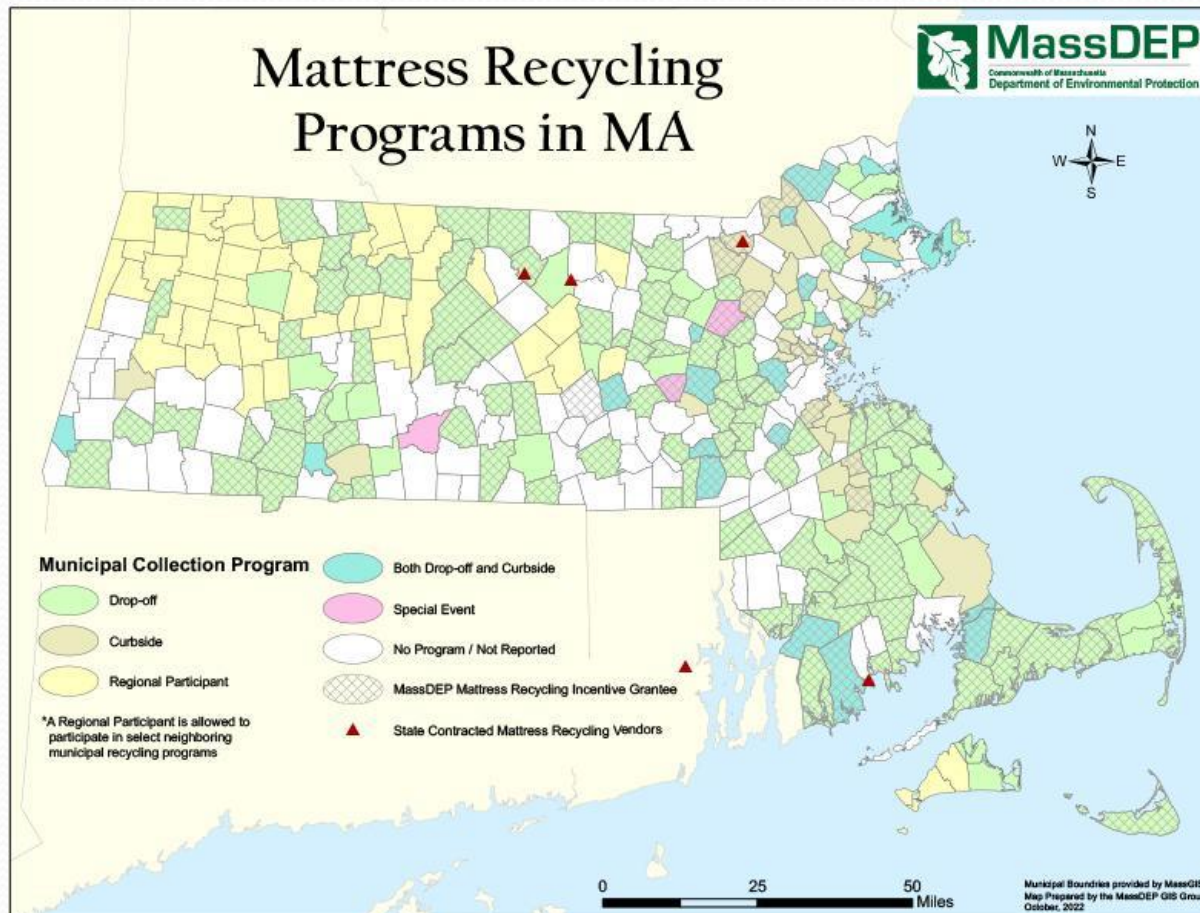 Mattress Recycling
Programs in MA
MassDEP
Commonwealth of Massachusetts
Department of Environmental Protection
N
W E
S
Municipal Collection Program
Drop-off
Curbside
Regional Participant
*A Regional Participant is allowed to
participate in select neighboring
municipal recycling programs
Both Drop-off and Curbside
Special Event
No Program / Not Reported
MassDEP Mattress Recycling Incentive Grantee
State Contracted Mattress Recycling Vendors
0 25 50
Miles
Municipal Boundries provided by MassGIS
Map Prepared by the MassDEP GIS Grou
October, 2022